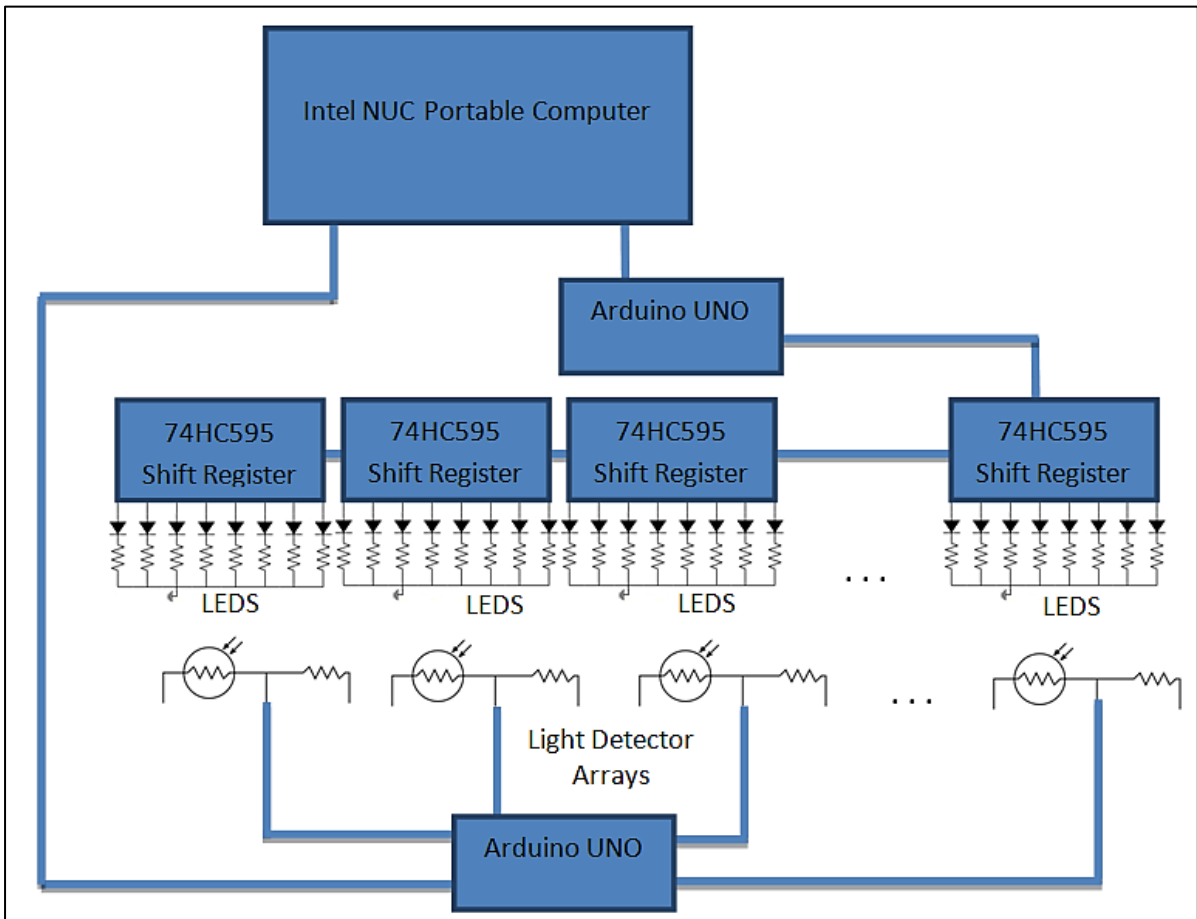 Intel NUC Portable Computer
Arduino UNO
74HC595
Shift Register
74HC595
Shift Register
74HC595
Shift Register
74HC595
Shift Register
. . .
LEDS
LEDS
LEDS
LEDS
. . .
Light Detector
Arrays
Arduino UNO